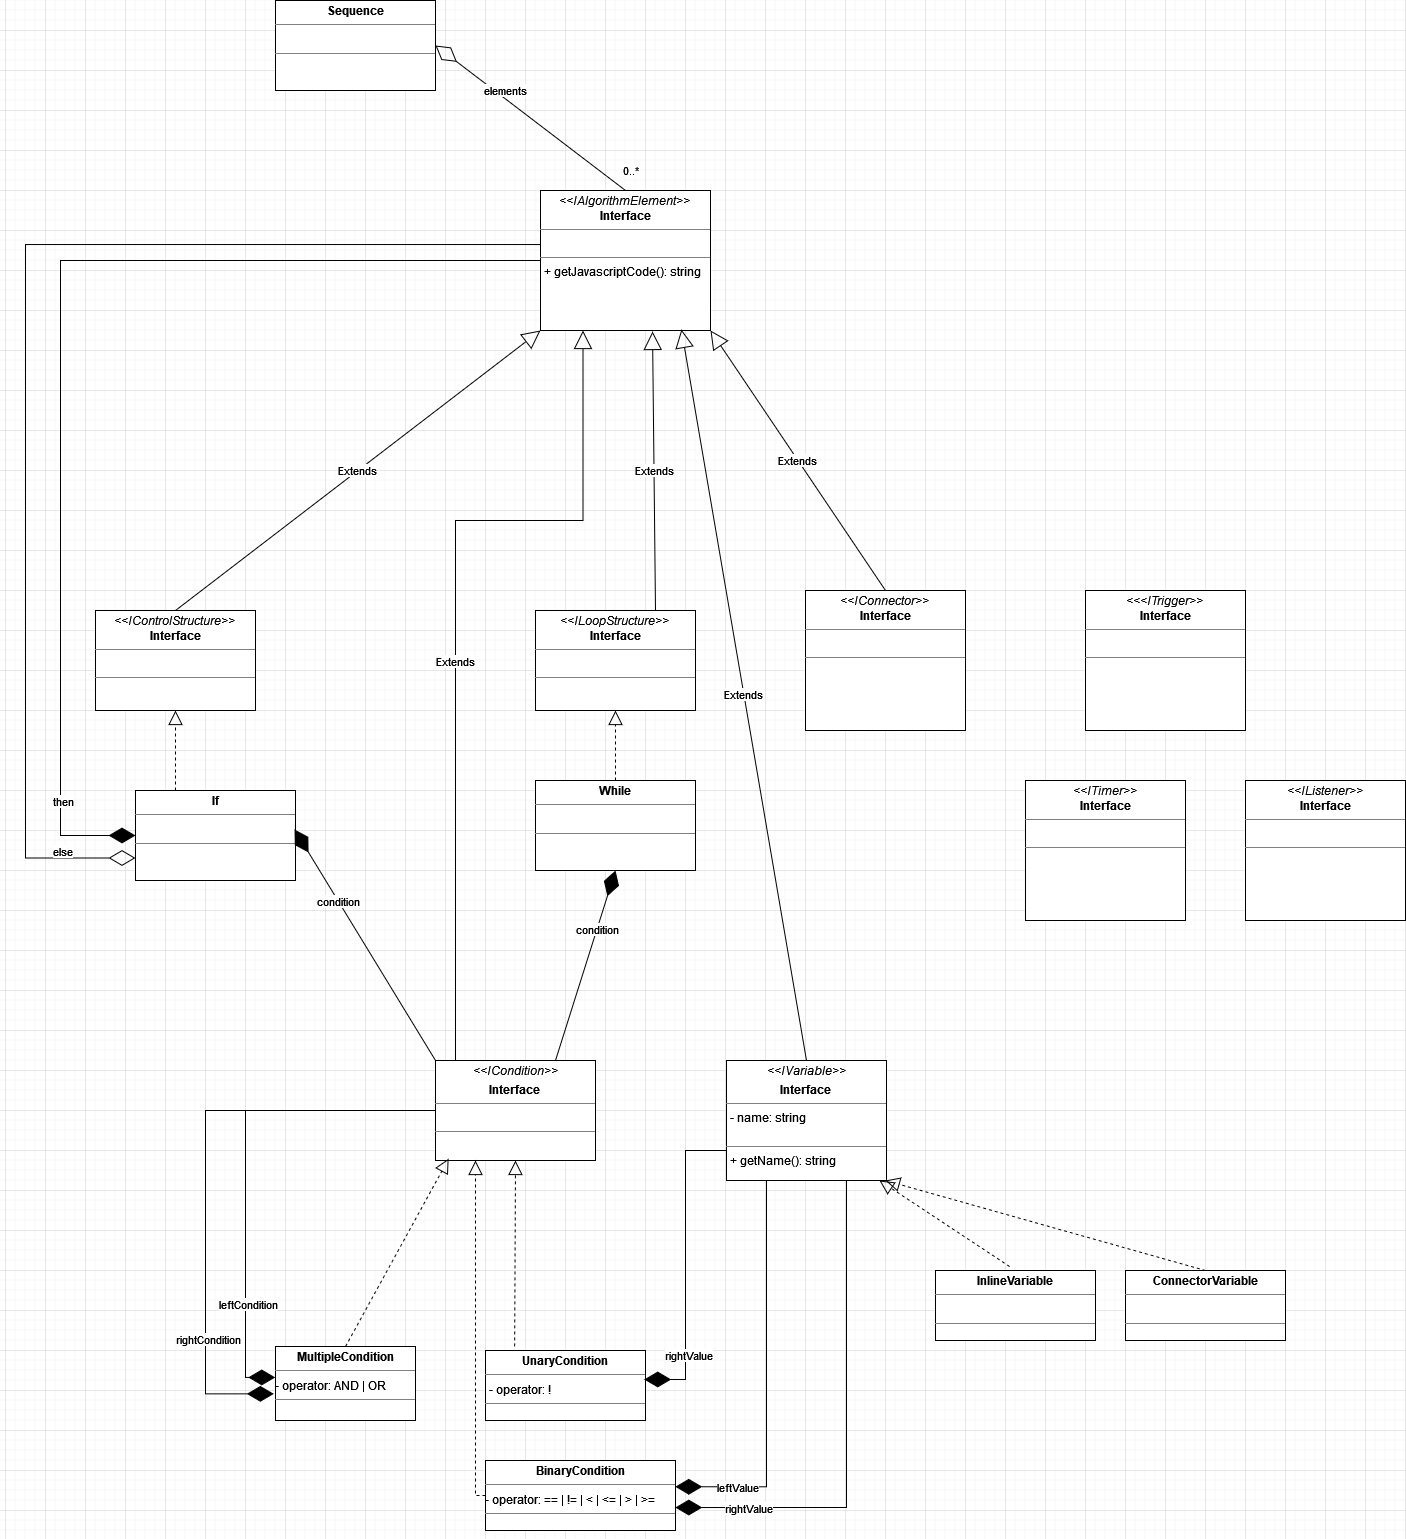 Sequence
elements
0..*
<<IAlgorithmElement>>
Interface
+ getJavascriptCode(): string
Extends
Extends
Extends
Extends
Extends
<<IControlStructure>>
Interface
<<ILoopStructure>>
Interface
<<IConnector>>
Interface
<<<ITrigger>>
Interface
<<ITimer>>
Interface
<<IListener>>
Interface
then
else
If
While
condition
condition
<<ICondition>>
Interface
<<IVariable>>
Interface
- name: string
+ getName(): string
InlineVariable
ConnectorVariable
leftCondition
rightCondition
MultipleCondition
- operator: AND | OR
UnaryCondition
- operator: !
rightValue
BinaryCondition
- operator: == | != | < | <= | > | >=
leftValue
rightValue